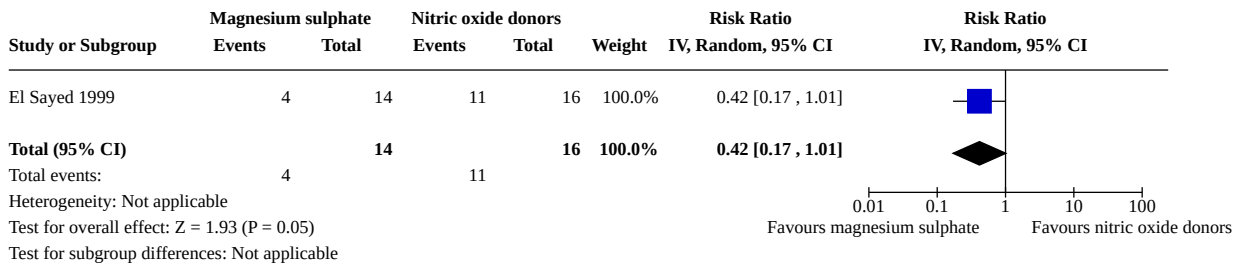 Magnesium sulphate Nitric oxide donors Risk Ratio Risk Ratio
Study or Subgroup Events Total Events Total Weight IV, Random, 95% CI IV, Random, 95% CI
El Sayed 1999 4 14 11 16 100.0% 0.42 [0.17 , 1.01]
Total (95% CI) 14 16 100.0% 0.42 [0.17 , 1.01]
Total events: 4 11
Heterogeneity: Not applicable
0.01 0.1 1 10 100
Test for overall effect: Z = 1.93 (P = 0.05)
Favours magnesium sulphate Favours nitric oxide donors
Test for subgroup differences: Not applicable